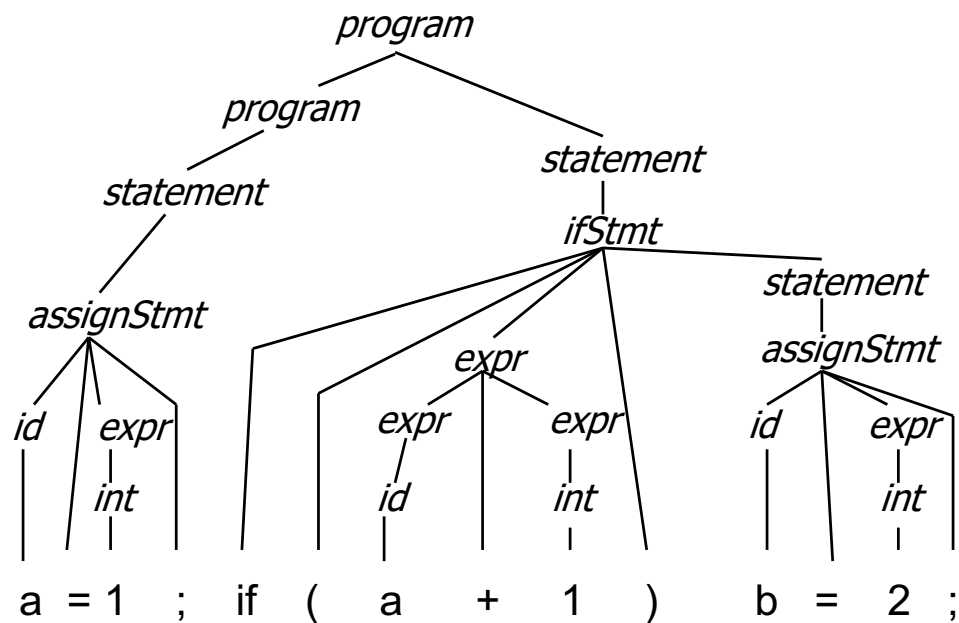 program
program
statement
statement
ifStmt
statement
assignStmt
expr
assignStmt
id expr expr expr id expr
int id int int
a = 1 ; if ( a + 1 ) b = 2 ;